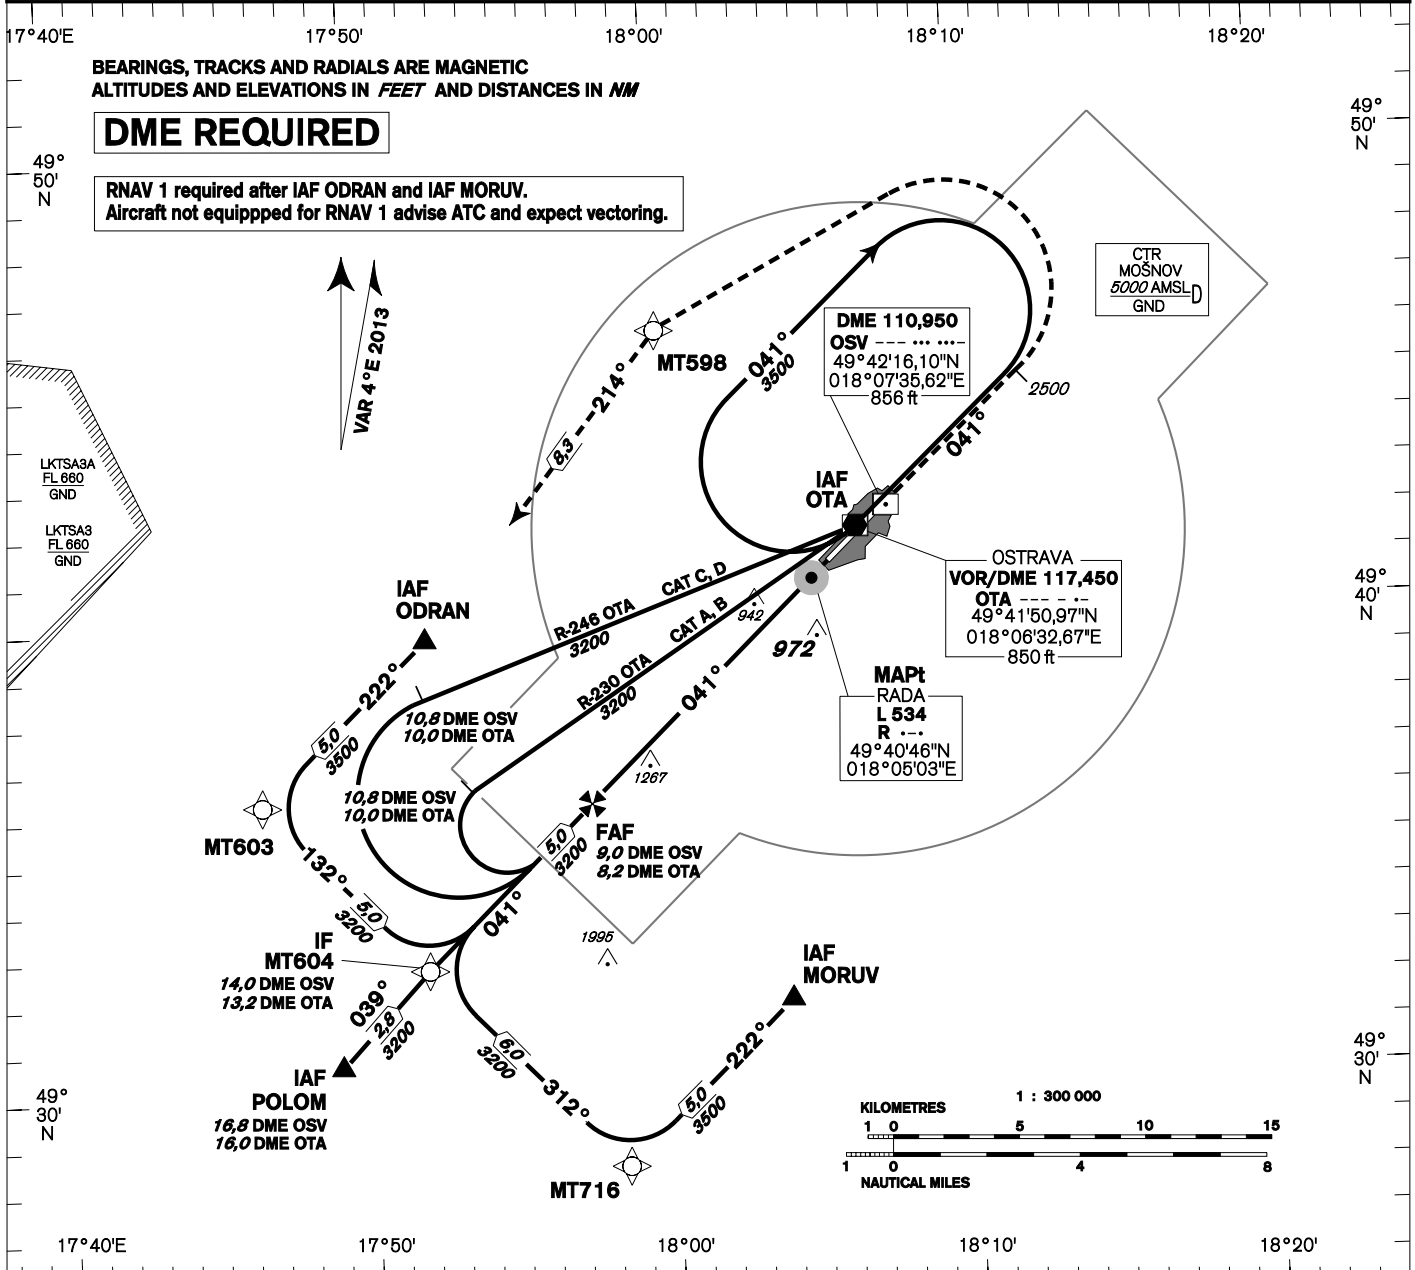 17°40'E
17°50'
18°00'
18°10'
18°20'
BEARINGS, TRACKS AND RADIALS ARE MAGNETIC
ALTITUDES AND ELEVATIONS IN FEET AND DISTANCES IN NM
DME REQUIRED
49°
50'
N
49°
50'
N
RNAV 1 required after IAF ODRAN and IAF MORUV.
Aircraft not equippped for RNAV 1 advise ATC and expect vectoring.
VAR 4°E 2013
CTR
MOŠNOV
5000 AMSL
GND
D
DME 110,950
OSV --- ... ...-
49°42'16,10"N
018°07'35,62"E
856 ft
MT598
041°
3500
214°
8,3
2500
041°
LKTSA3A
FL 660
GND
LKTSA3
FL 660
GND
IAF
OTA
OSTRAVA
VOR/DME 117,450
OTA --- - .-
49°41'50,97"N
018°06'32,67"E
850 ft
49°
40'
N
IAF
ODRAN
R-246 OTA
3200
CAT C, D
R-230 OTA
3200
CAT A, B
942
972
041°
MAPt
RADA
L 534
R .-.
49°40'46"N
018°05'03"E
222°
5,0
3500
10,8 DME OSV
10,0 DME OTA
10,8 DME OSV
10,0 DME OTA
1267
MT603
FAF
9,0 DME OSV
8,2 DME OTA
5,0
3200
132°
5,0
3200
041°
1995
IF
MT604
14,0 DME OSV
13,2 DME OTA
IAF
MORUV
039°
2,8
3200
6,0
3200
222°
312°
5,0
3500
IAF
POLOM
16,8 DME OSV
16,0 DME OTA
MT716
49°
30'
N
49°
30'
N
1 : 300 000
KILOMETRES
1 0 5 10 15
1 0 4 8
NAUTICAL MILES
17°40'E
17°50'
18°00'
18°10'
18°20'